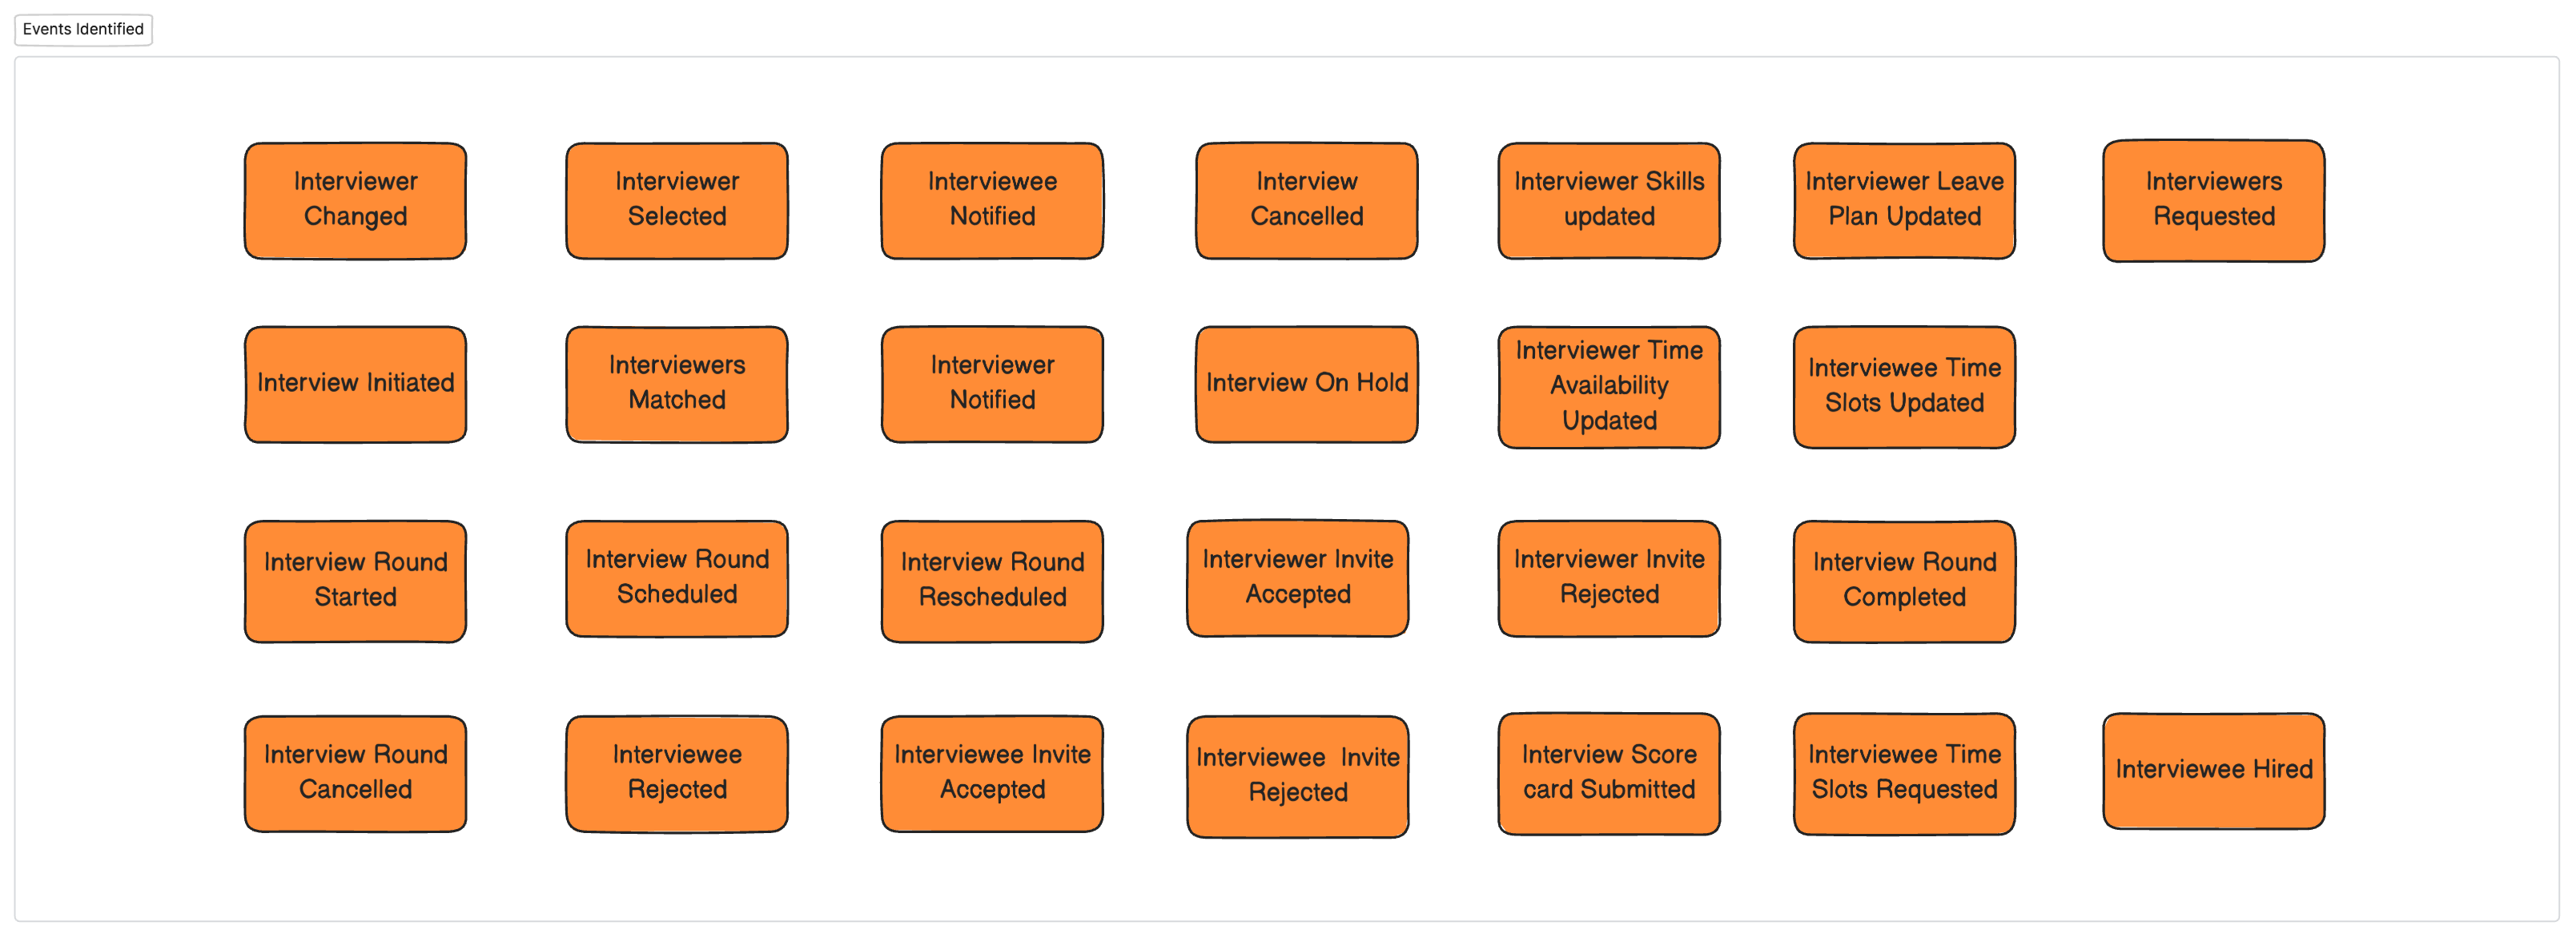 Events Identified
Interviewer
Changed
Interviewer
Selected
Interviewee
Notified
Interview
Cancelled
Interviewer Skills
updated
Interviewer Leave
Plan Updated
Interviewers
Requested
Interview Initiated
Interviewers
Matched
Interviewer
Notified
Interview On Hold
Interviewer Time
Availability
Updated
Interviewee Time
Slots Updated
Interview Round
Started
Interview Round
Scheduled
Interview Round
Rescheduled
Interviewer Invite
Accepted
Interviewer Invite
Rejected
Interview Round
Completed
Interview Round
Cancelled
Interviewee
Rejected
Interviewee Invite
Accepted
Interviewee  Invite
Rejected
Interview Score
card Submitted
Interviewee Time
Slots Requested
Interviewee Hired